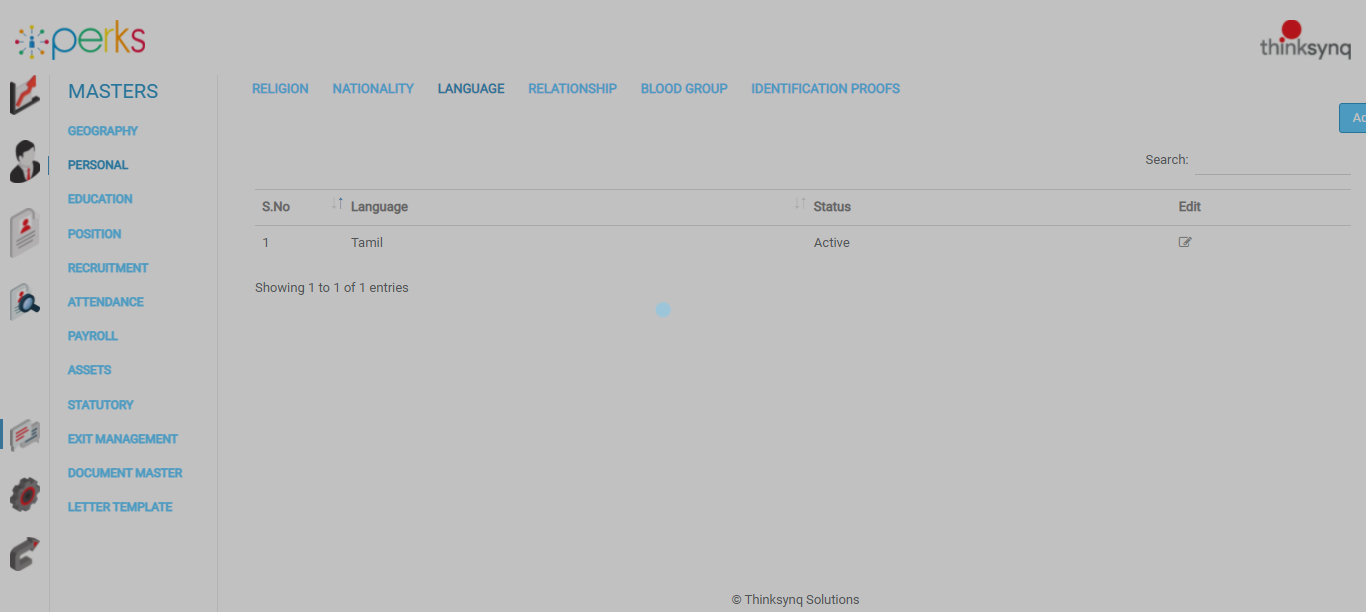 perks
thinksynq
MASTERS
RELIGION NATIONALITY LANGUAGE RELATIONSHIP BLOOD GROUP IDENTIFICATION PROOFS
GEOGRAPHY
PERSONAL
EDUCATION
POSITION
RECRUITMENT
ATTENDANCE
PAYROLL
ASSETS
STATUTORY
EXIT MANAGEMENT
DOCUMENT MASTER
LETTER TEMPLATE
Search:
S.No Language Status Edit
1 Tamil Active
Showing 1 to 1 of 1 entries
© Thinksynq Solutions